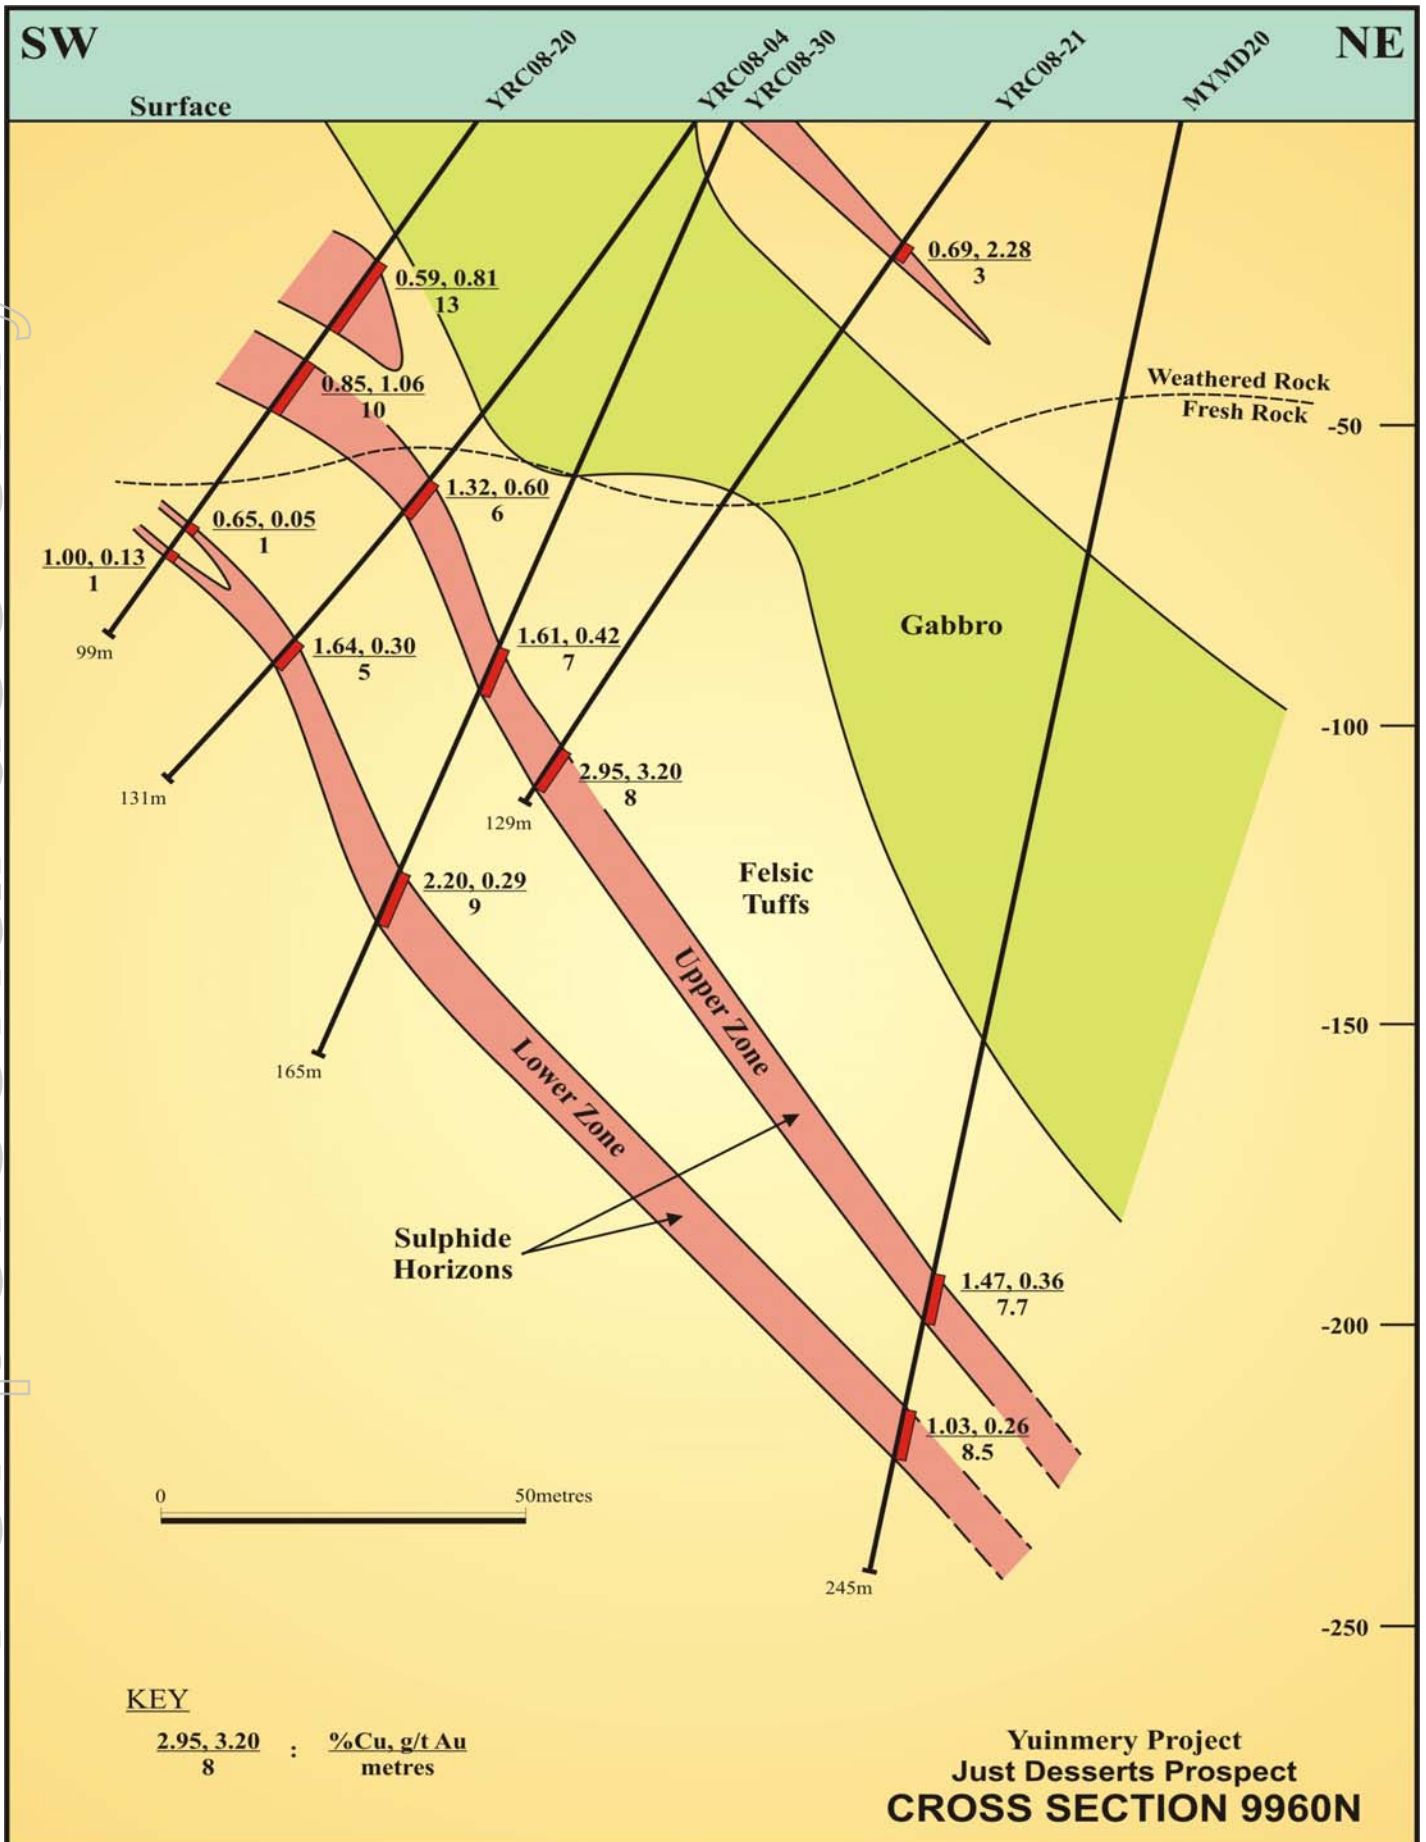 SW
NE
Surface
YRC08-20
YRC08-04
YRC08-30
YRC08-21
MYMD20
0.69, 2.28
3
0.59, 0.81
13
Weathered Rock
Fresh Rock
-50
0.85, 1.06
10
1.32, 0.60
6
0.65, 0.05
1
1.00, 0.13
1
99m
1.64, 0.30
5
1.61, 0.42
7
Gabbro
-100
131m
2.95, 3.20
8
129m
Felsic
Tuffs
2.20, 0.29
9
Upper Zone
-150
165m
Lower Zone
Sulphide
Horizons
1.47, 0.36
7.7
-200
1.03, 0.26
8.5
0
50metres
245m
-250
KEY
2.95, 3.20 : %Cu, g/t Au
8 metres
Yuinmery Project
Just Desserts Prospect
CROSS SECTION 9960N